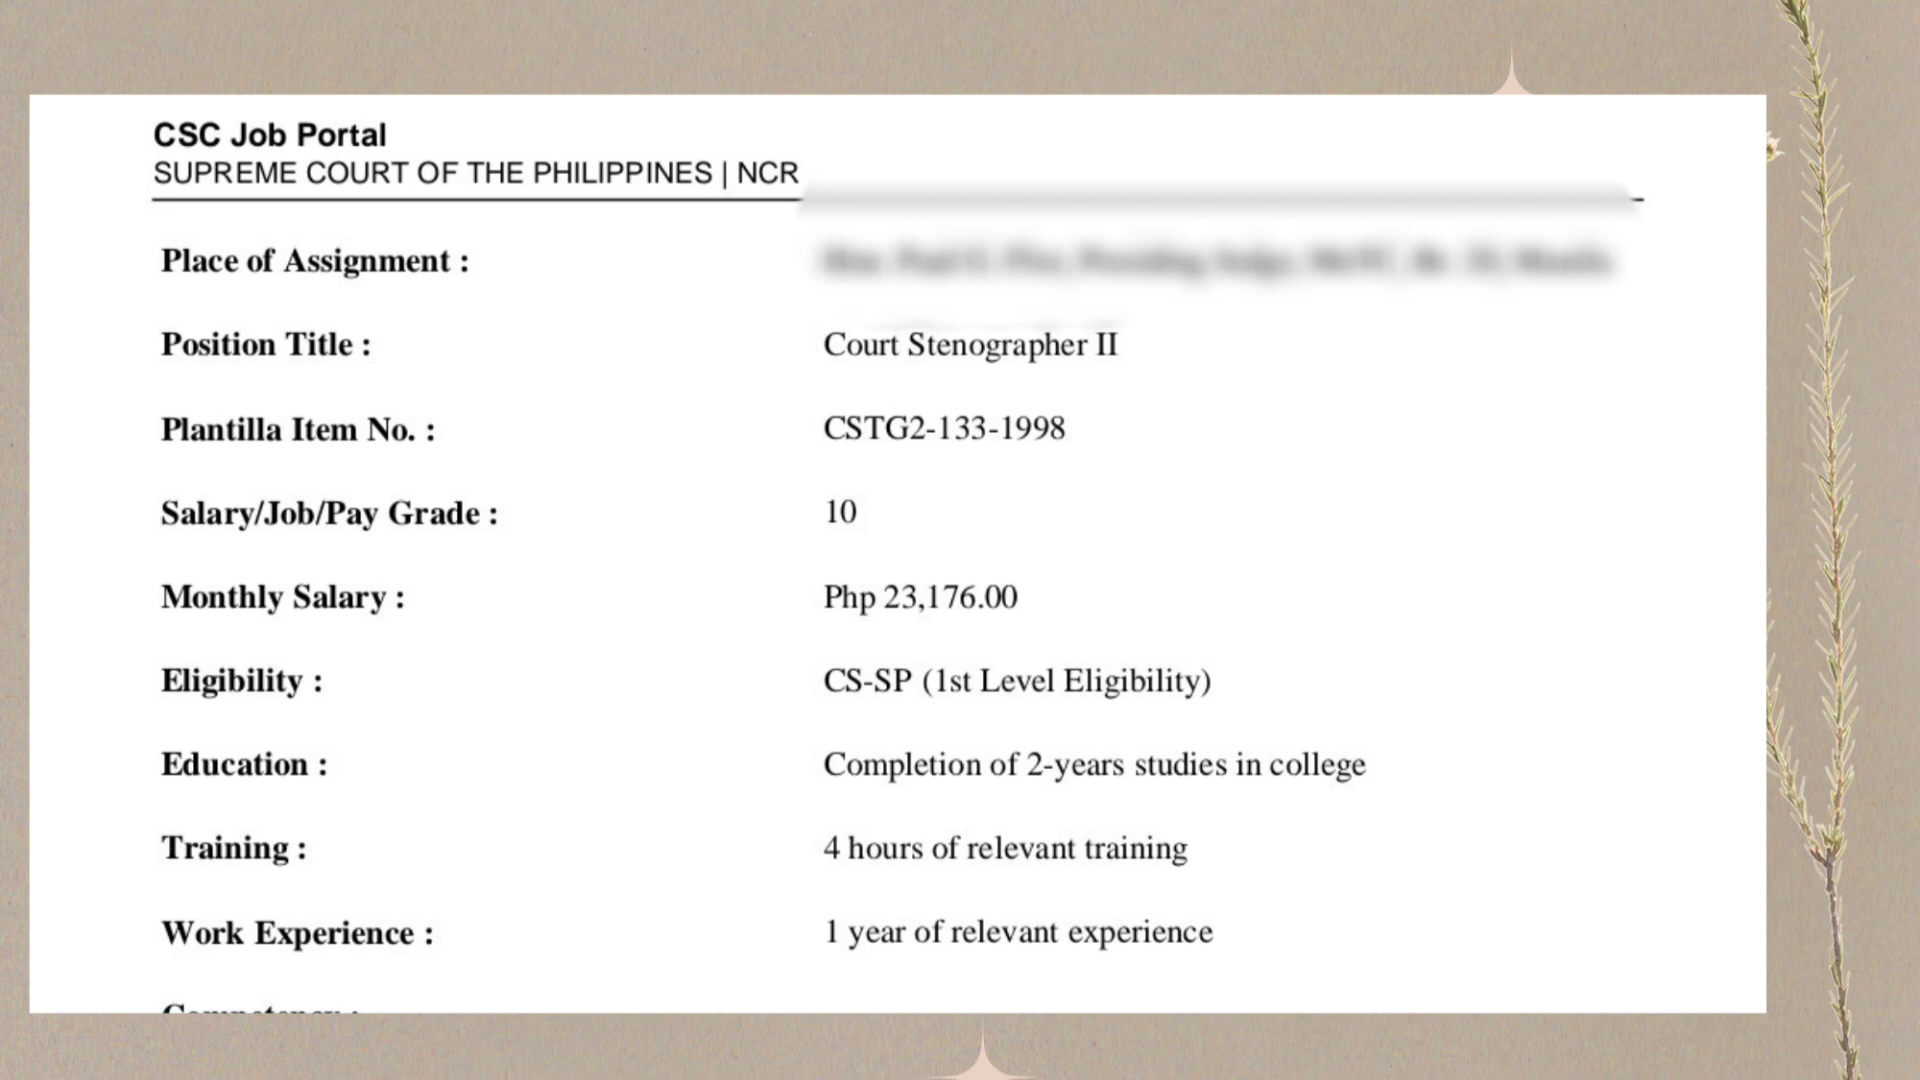 CSC Job Portal
SUPREME COURT OF THE PHILIPPINES | NCR
Place of Assignment :
Position Title : Court Stenographer II
Plantilla Item No. : CSTG2-133-1998
Salary/Job/Pay Grade : 10
Monthly Salary : Php 23,176.00
Eligibility : CS-SP (1st Level Eligibility)
Education : Completion of 2-years studies in college
Training : 4 hours of relevant training
Work Experience : 1 year of relevant experience